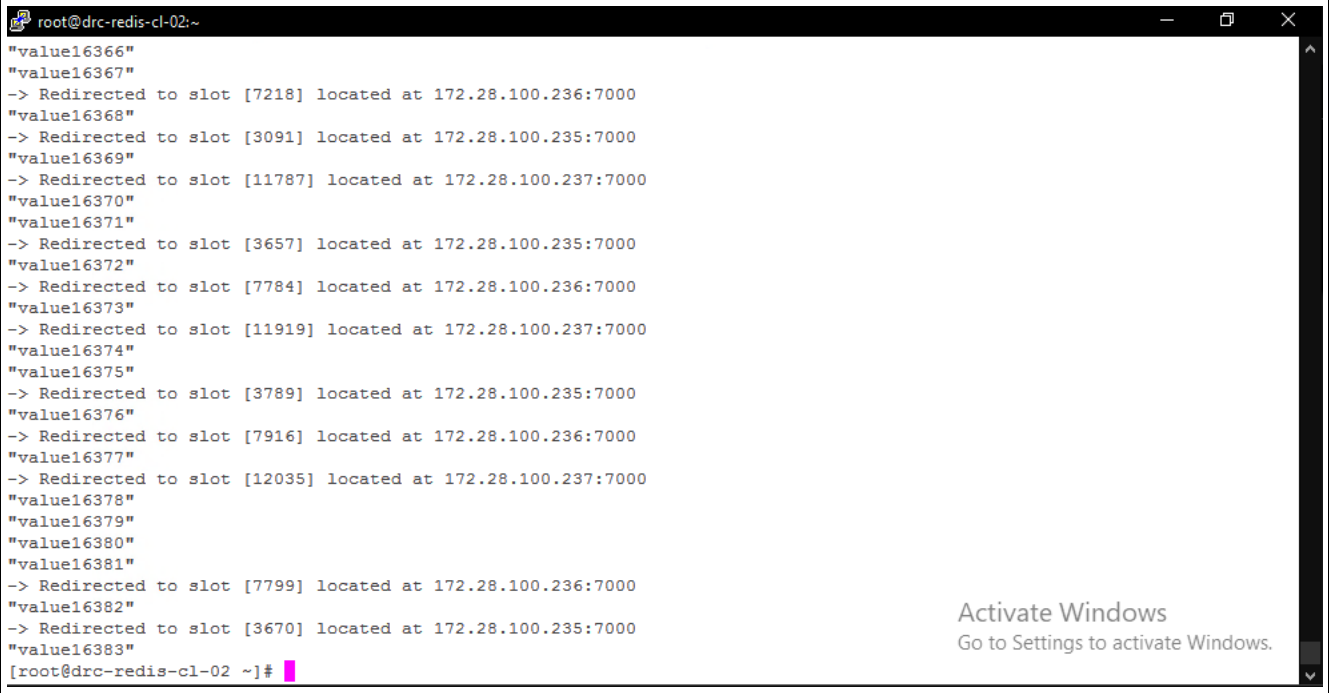 root@drc-redis-cl-02:~
"value16366"
"value16367"
-> Redirected to slot [7218] located at 172.28.100.236:7000
"value16368"
-> Redirected to slot [3091] located at 172.28.100.235:7000
"value16369"
-> Redirected to slot [11787] located at 172.28.100.237:7000
"value16370"
"value16371"
-> Redirected to slot [3657] located at 172.28.100.235:7000
"value16372"
-> Redirected to slot [7784] located at 172.28.100.236:7000
"value16373"
-> Redirected to slot [11919] located at 172.28.100.237:7000
"value16374"
"value16375"
-> Redirected to slot [3789] located at 172.28.100.235:7000
"value16376"
-> Redirected to slot [7916] located at 172.28.100.236:7000
"value16377"
-> Redirected to slot [12035] located at 172.28.100.237:7000
"value16378"
"value16379"
"value16380"
"value16381"
-> Redirected to slot [7799] located at 172.28.100.236:7000
"value16382"
-> Redirected to slot [3670] located at 172.28.100.235:7000
"value16383"
[root@drc-redis-cl-02 ~]#
Activate Windows
Go to Settings to activate Windows.